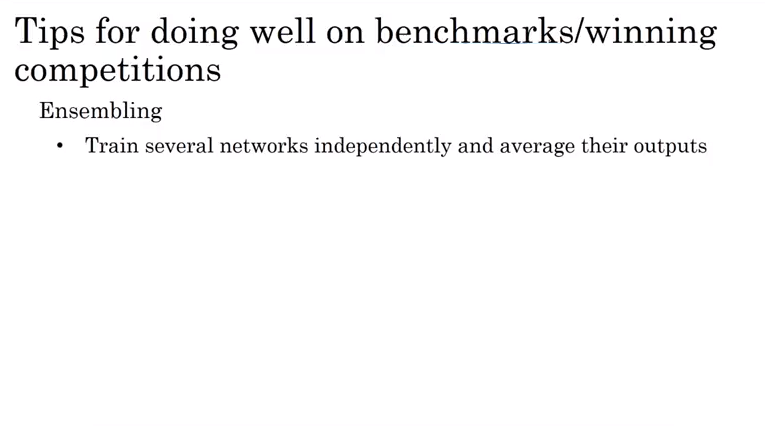 Tips for doing well on benchmarks/winning
competitions
Ensembling
• Train several networks independently and average their outputs